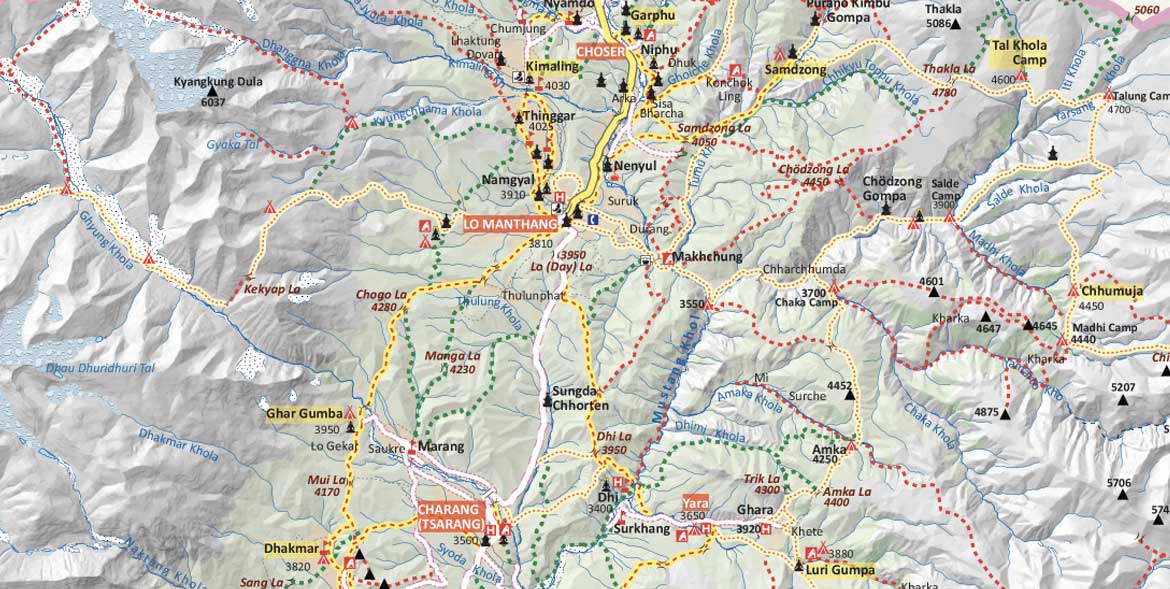 Nyamdo
Garphu
Purano Kimbu
Gompa
Thakla
5086
5060
Chumjung
CHOSER
Niphu
Dhuk
Tal Khola
Camp
4600
Dhangna Khola
Kimaling
4030
Samdzong
Thakla La
4780
Iti Khola
Talung Cam
4700
Kyangkung Dula
6037
Konchok
Ling
Ghoiche Khola
Chhikyu Toppu Khola
Kyungchhama Khola
Thinggar
4025
Arka
Sisa
Bharcha
Samdzong La
4050
Gyaka Tal
Nenyul
Chödzong La
4450
Namgyal
3910
Suruk
Chödzong
Gompa
Salde
Camp
3900
Salde Khola
LO MANTHANG
3810
Durang
Ghyung Khola
3950
Lo (Day) La
Makhchung
Madhi Khola
Kekyap La
Chogo La
4280
Thulung
Khola
Thulunphat
3550
Chharchhumda
3700
Chaka Camp
4601
Chhumuja
4450
Kharka
4647
4645
Madhi Camp
4440
Manga La
4230
Mustang Khola
Kharka
Dhau Dhuridhuri Tal
Mi
Surche
4452
5207
Sungda
Chhorten
Amaka Khola
Chaka Khola
4875
Ghar Gumba
3950
Lo Gekar
Saukre
Marang
Dhi La
3950
Dhimi Khola
Amka
4250
Dhakmar Khola
Mui La
4170
Trik La
4300
Amka La
4400
5706
CHARANG
(TSARANG)
3560
Dhi
3400
Yara
3650
Ghara
3920
Surkhang
Khete
3880
Naktang Khola
Dhakmar
3820
Syoda Khola
Luri Gumpa
Sang La
Kharka